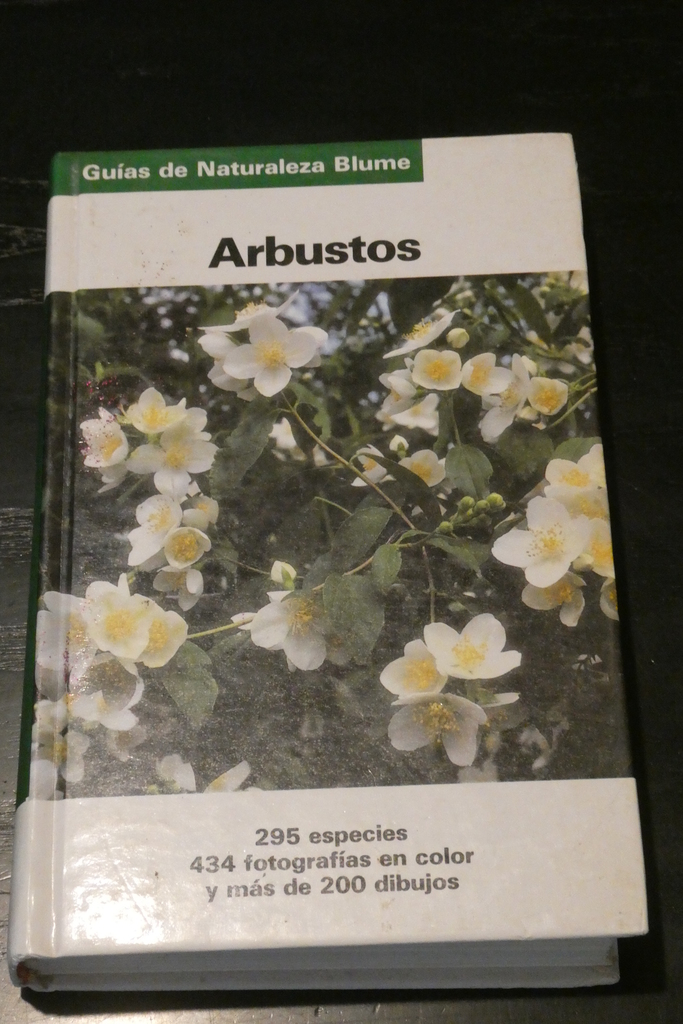 Guías de Naturaleza Blume
Arbustos
295 especies
434 fotografías en color
y más de 200 dibujos